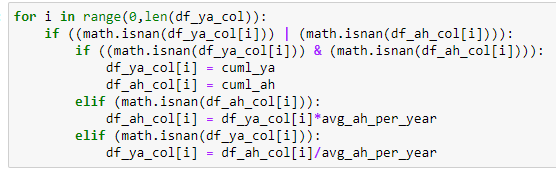 for i in range(0,len(df_ya_col)):
    if ((math.isnan(df_ya_col[i])) | (math.isnan(df_ah_col[i]))):
        if ((math.isnan(df_ya_col[i])) & (math.isnan(df_ah_col[i]))):
            df_ya_col[i] = cuml_ya
            df_ah_col[i] = cuml_ah
        elif (math.isnan(df_ah_col[i])):
            df_ah_col[i] = df_ya_col[i]*avg_ah_per_year
        elif (math.isnan(df_ya_col[i])):
            df_ya_col[i] = df_ah_col[i]/avg_ah_per_year